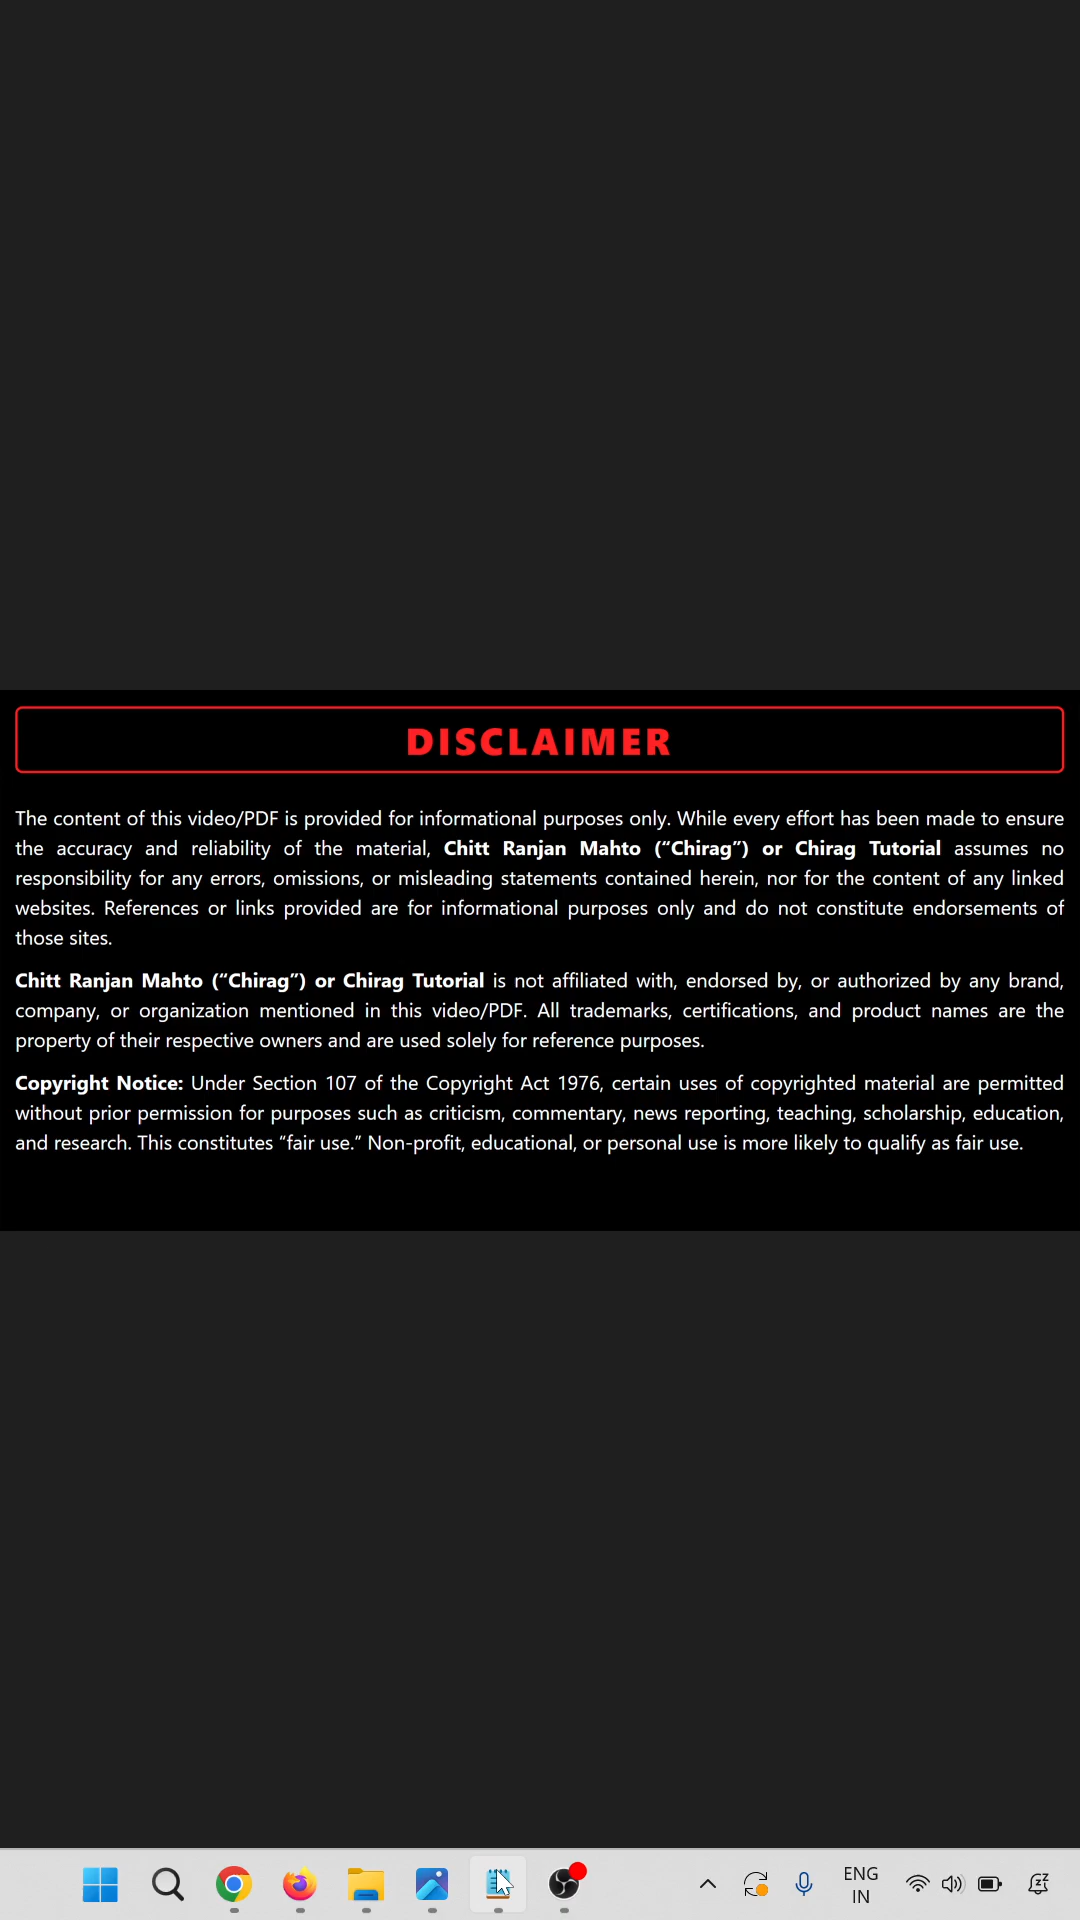 DISCLAIMER
The content of this video/PDF is provided for informational purposes only. While every effort has been made to ensure
the accuracy and reliability of the material, Chitt Ranjan Mahto (“Chirag”) or Chirag Tutorial assumes no
responsibility for any errors, omissions, or misleading statements contained herein, nor for the content of any linked
websites. References or links provided are for informational purposes only and do not constitute endorsements of
those sites.
Chitt Ranjan Mahto (“Chirag”) or Chirag Tutorial is not affiliated with, endorsed by, or authorized by any brand,
company, or organization mentioned in this video/PDF. All trademarks, certifications, and product names are the
property of their respective owners and are used solely for reference purposes.
Copyright Notice: Under Section 107 of the Copyright Act 1976, certain uses of copyrighted material are permitted
without prior permission for purposes such as criticism, commentary, news reporting, teaching, scholarship, education,
and research. This constitutes “fair use.” Non-profit, educational, or personal use is more likely to qualify as fair use.
ENG
IN